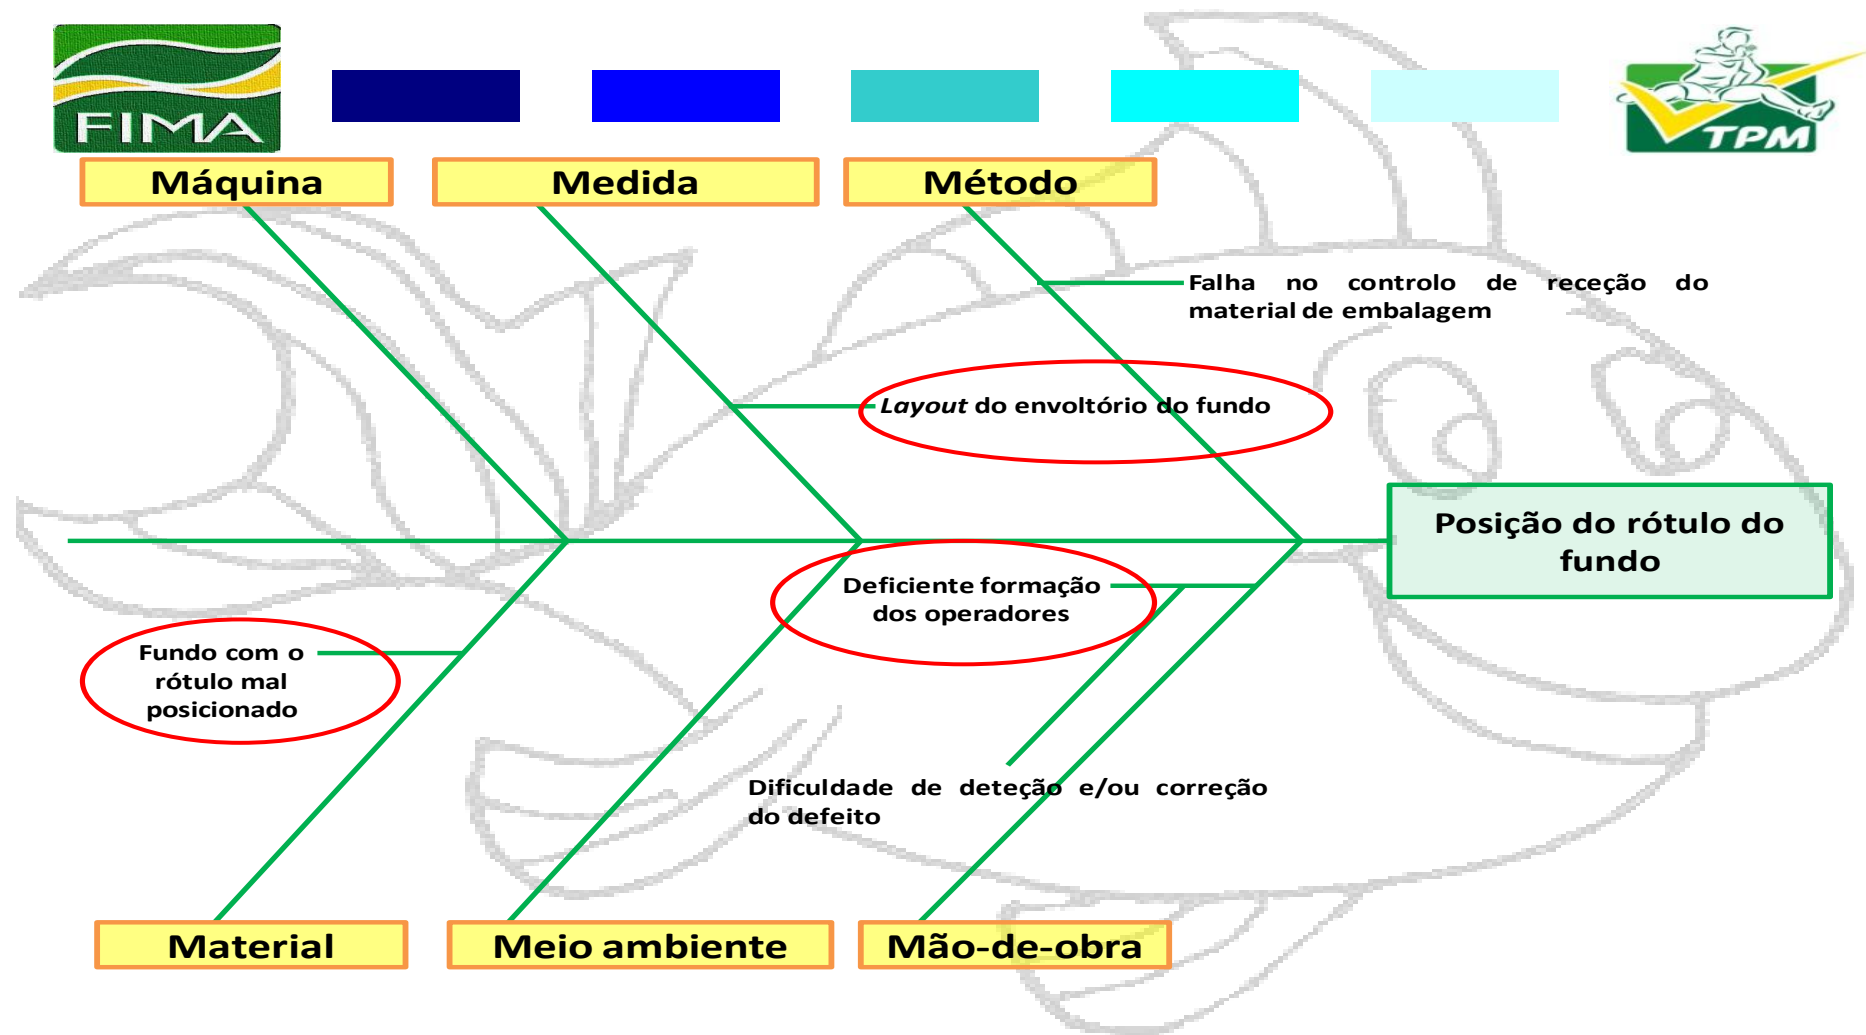 FIMA
TPM
Máquina
Medida
Método
Falha no controlo de receção do
material de embalagem
Layout do envoltório do fundo
Posição do rótulo do
fundo
Deficiente formação
dos operadores
Fundo com o
rótulo mal
posicionado
Dificuldade de deteção e/ou correção
do defeito
Material
Meio ambiente
Mão-de-obra